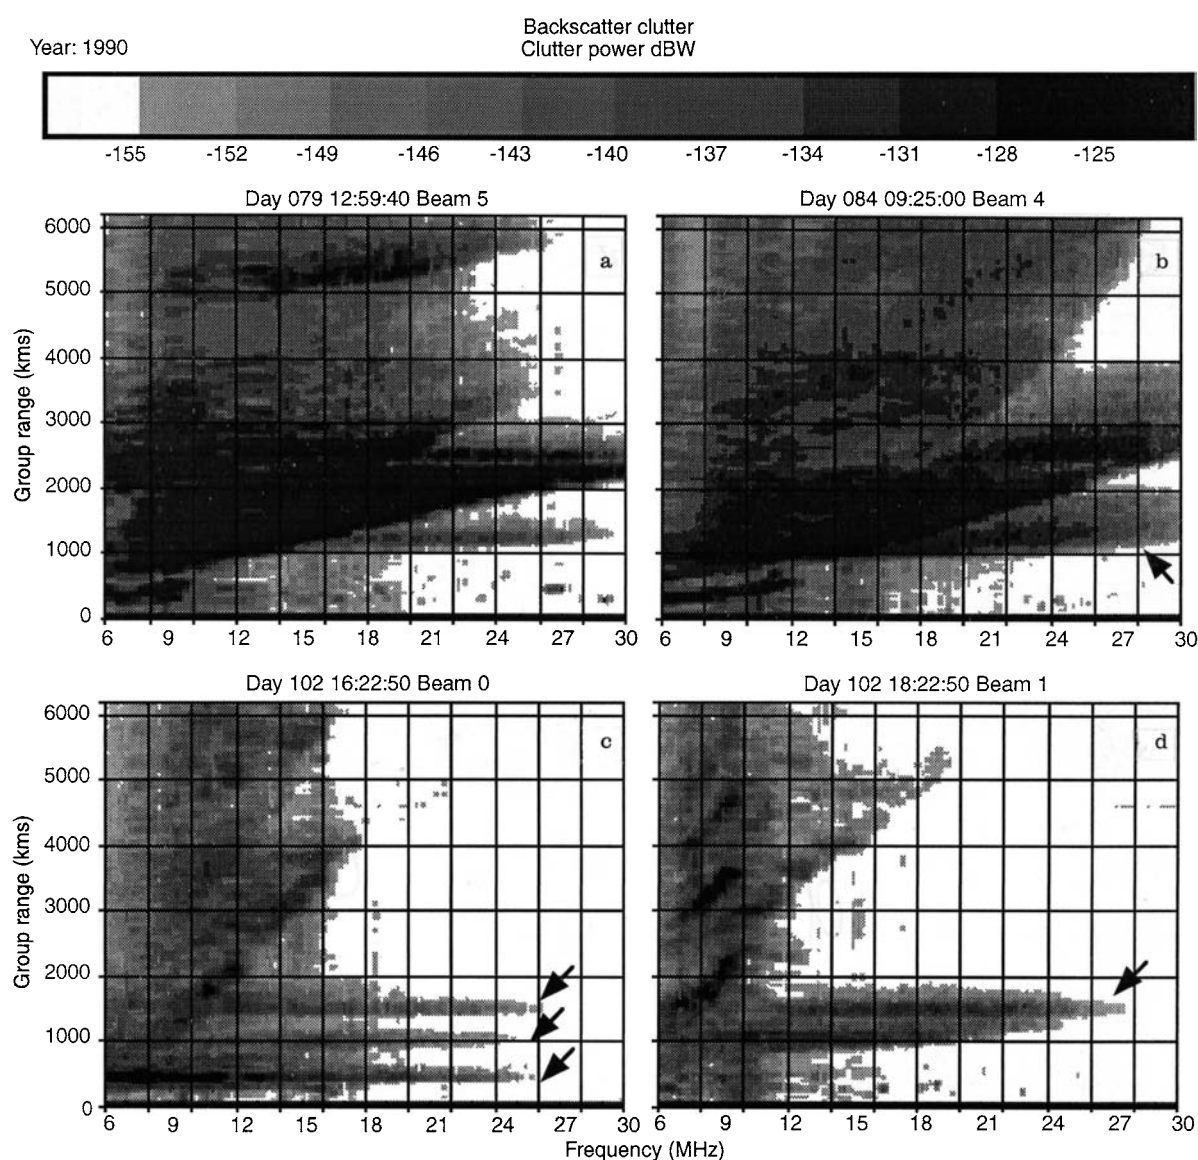 Backscatter clutter
Year: 1990
Clutter power dBW
-155 -152 -149 -146 -143 -140 -137 -134 -131 -128 -125
Day 079 12:59:40 Beam 5
Day 084 09:25:00 Beam 4
Group range (kms)
6000
5000
4000
3000
2000
1000
0
a
b
6 9 12 15 18 21 24 27 30
6 9 12 15 18 21 24 27 30
Day 102 16:22:50 Beam 0
Day 102 18:22:50 Beam 1
Group range (kms)
6000
5000
4000
3000
2000
1000
0
c
d
6 9 12 15 18 21 24 27 30
6 9 12 15 18 21 24 27 30
Frequency (MHz)